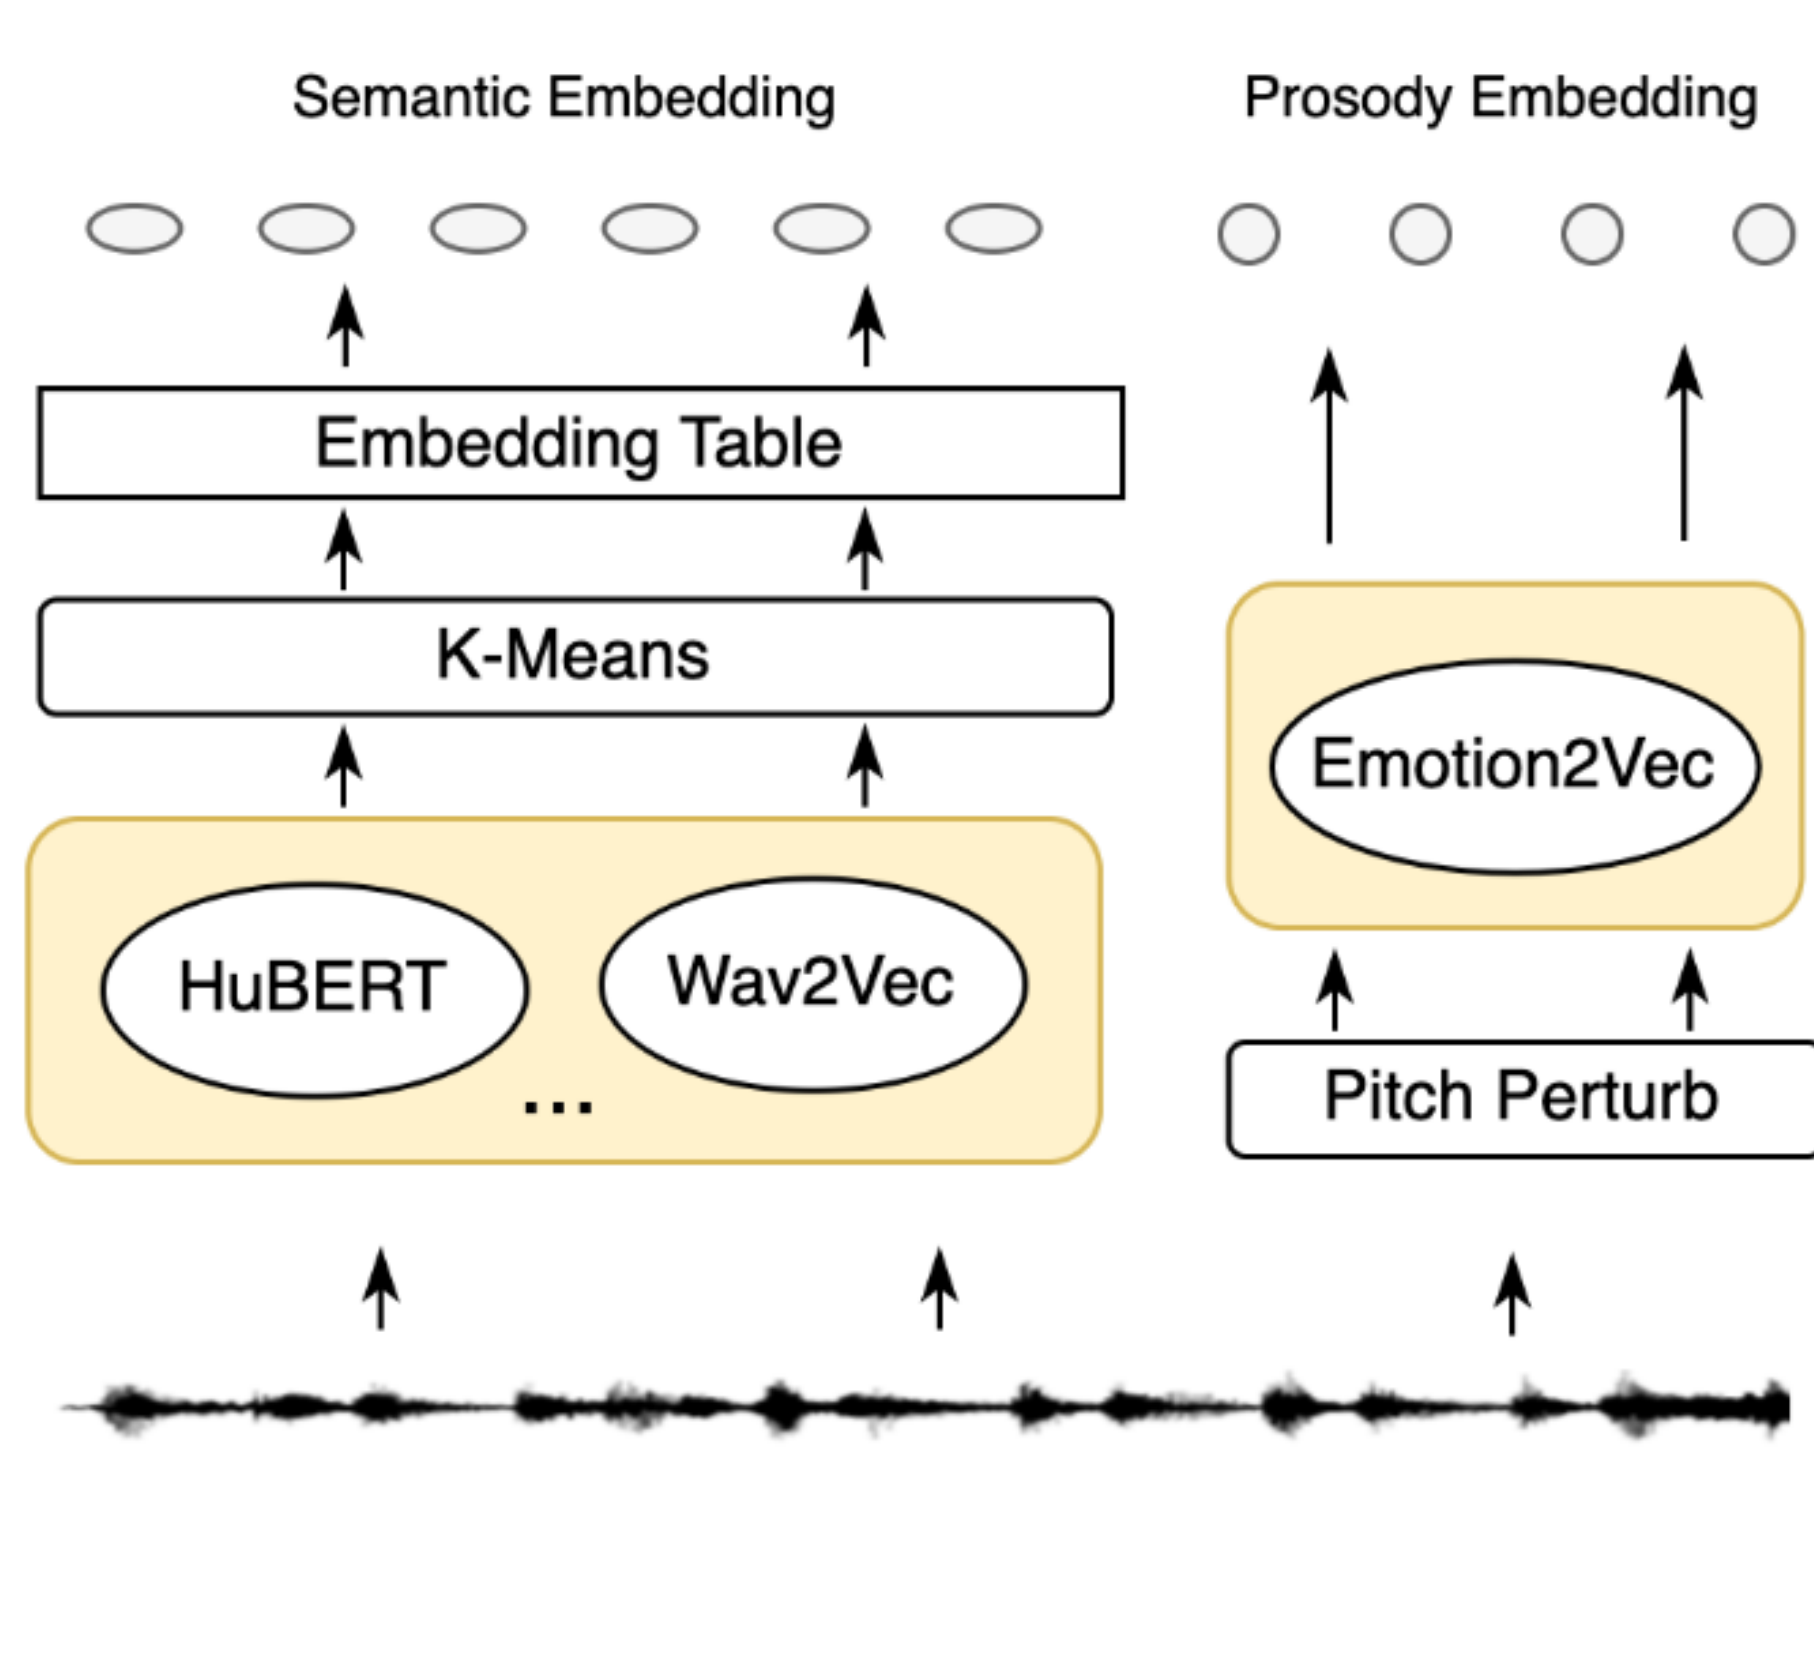 Semantic Embedding
Prosody Embedding
Embedding Table
K-Means
Emotion2Vec
HuBERT
Wav2Vec
...
Pitch Perturb